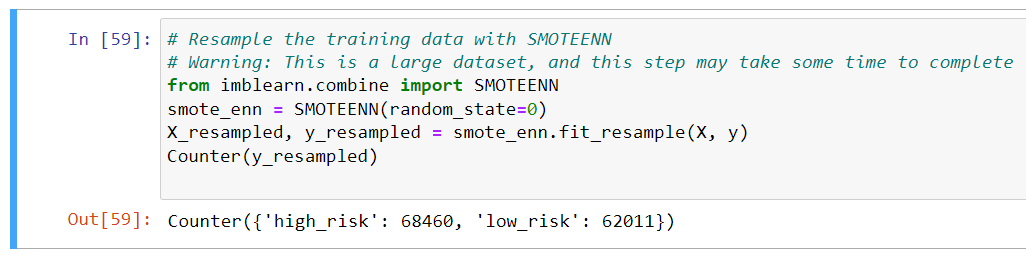 In [59]: # Resample the training data with SMOTEENN
# Warning: This is a large dataset, and this step may take some time to complete
from imblearn.combine import SMOTEENN
smote_enn = SMOTEENN(random_state=0)
X_resampled, y_resampled = smote_enn.fit_resample(X, y)
Counter(y_resampled)
Out[59]: Counter({'high_risk': 68460, 'low_risk': 62011})